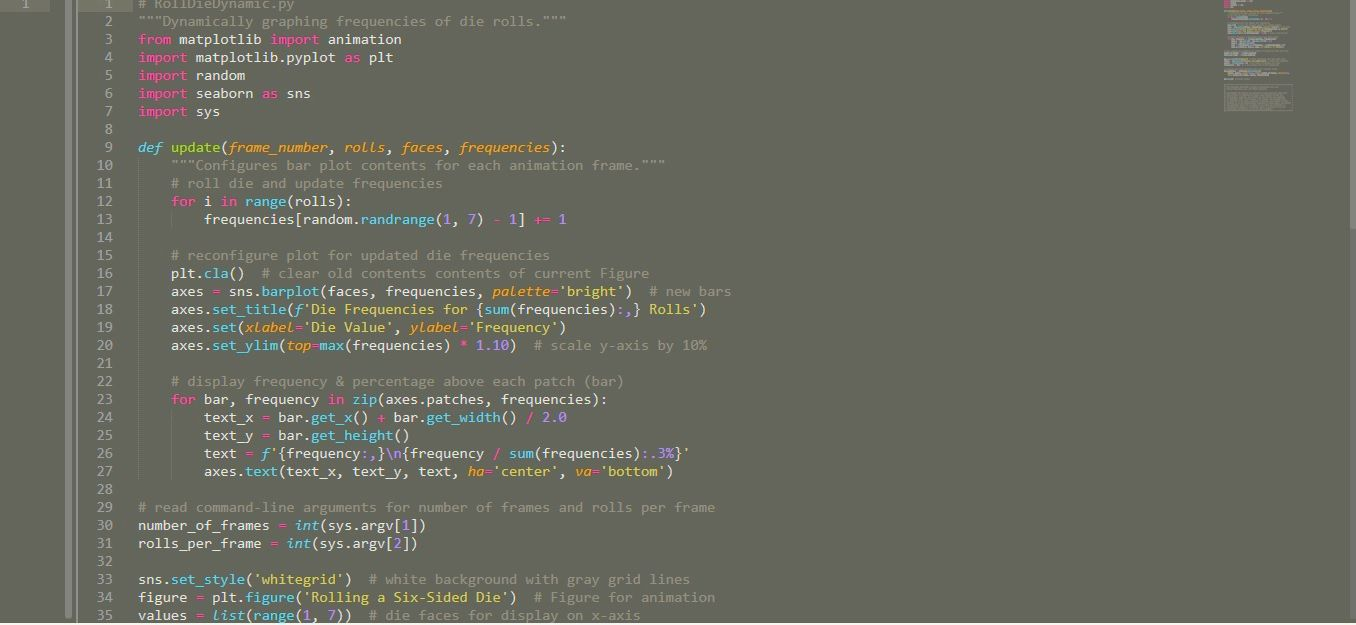 1 1 # RollDieDynamic.py
2 """Dynamically graphing frequencies of die rolls."""
3 from matplotlib import animation
4 import matplotlib.pyplot as plt
5 import random
6 import seaborn as sns
7 import sys
8
9 def update(frame_number, rolls, faces, frequencies):
10     """Configures bar plot contents for each animation frame."""
11     # roll die and update frequencies
12     for i in range(rolls):
13         frequencies[random.randrange(1, 7) - 1] += 1
14
15     # reconfigure plot for updated die frequencies
16     plt.cla()  # clear old contents contents of current Figure
17     axes = sns.barplot(faces, frequencies, palette='bright')  # new bars
18     axes.set_title(f'Die Frequencies for {sum(frequencies):,} Rolls')
19     axes.set(xlabel='Die Value', ylabel='Frequency')
20     axes.set_ylim(top=max(frequencies) * 1.10)  # scale y-axis by 10%
21
22     # display frequency & percentage above each patch (bar)
23     for bar, frequency in zip(axes.patches, frequencies):
24         text_x = bar.get_x() + bar.get_width() / 2.0
25         text_y = bar.get_height()
26         text = f'{frequency:,}\n{frequency / sum(frequencies):.3%}'
27         axes.text(text_x, text_y, text, ha='center', va='bottom')
28
29 # read command-line arguments for number of frames and rolls per frame
30 number_of_frames = int(sys.argv[1])
31 rolls_per_frame = int(sys.argv[2])
32
33 sns.set_style('whitegrid')  # white background with gray grid lines
34 figure = plt.figure('Rolling a Six-Sided Die')  # Figure for animation
35 values = list(range(1, 7))  # die faces for display on x-axis